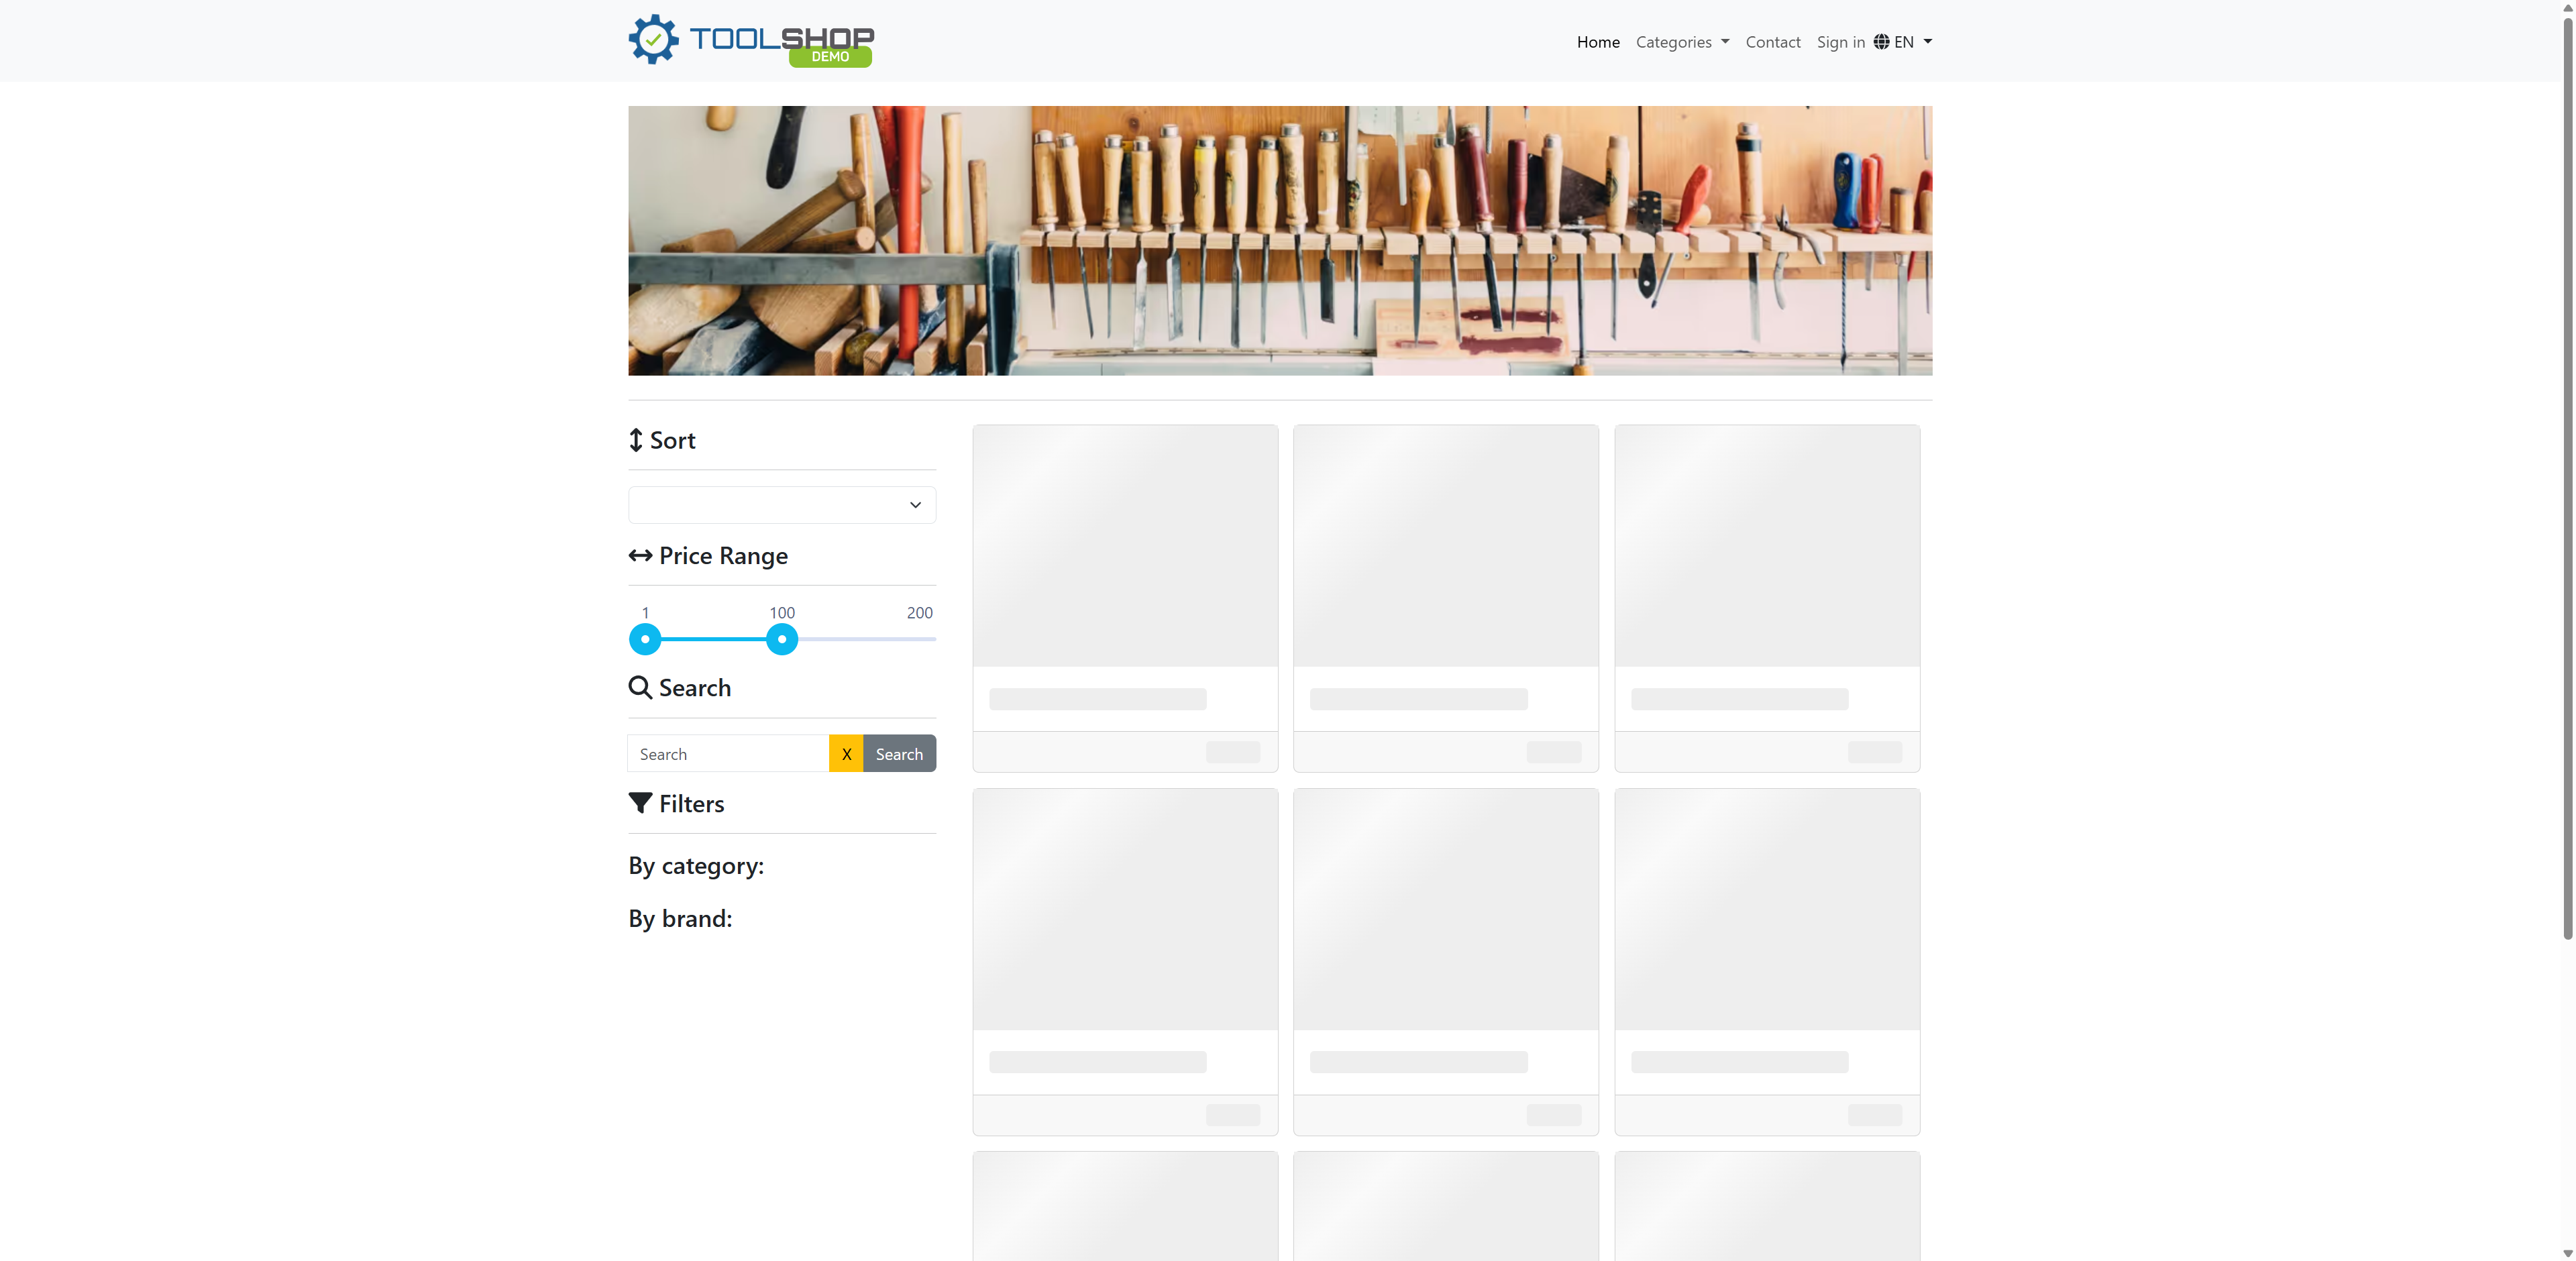 TOOLSHOP
DEMO
Home Categories Contact Sign in EN
Sort
Price Range
1 100 200
Search
Search X Search
Filters
By category:
By brand: